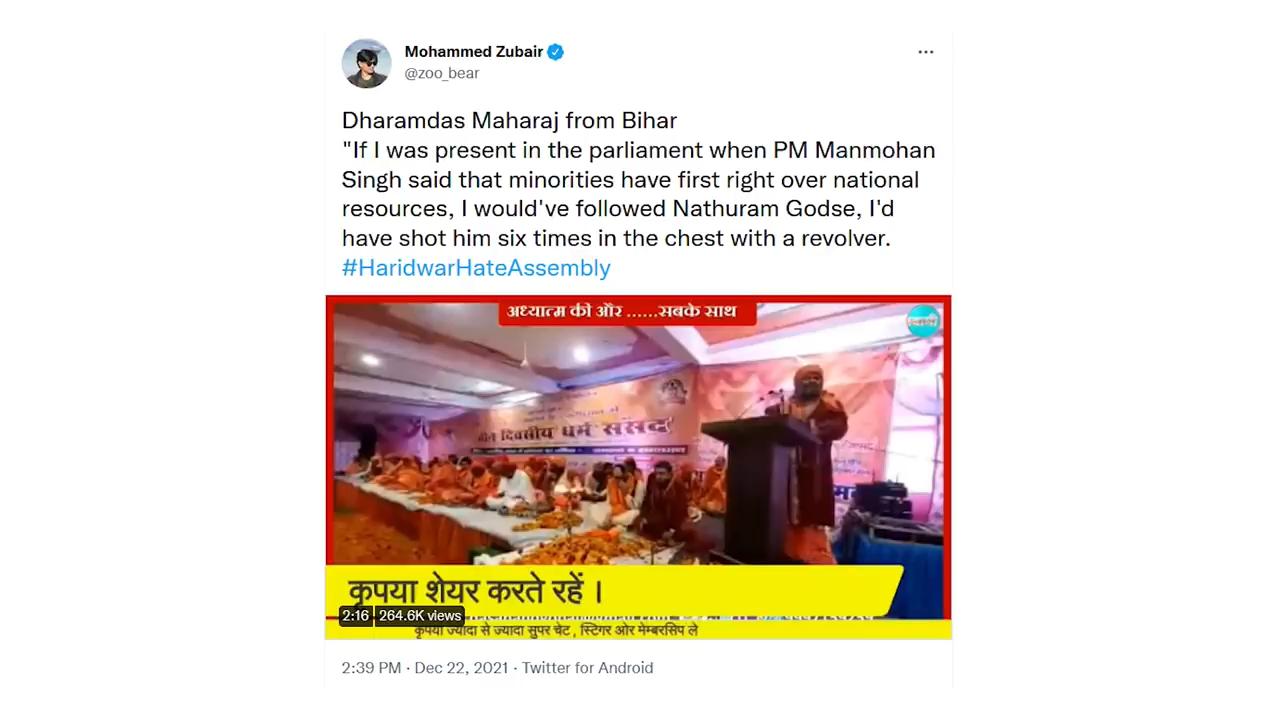 Mohammed Zubair
@zoo_bear
Dharamdas Maharaj from Bihar
"If I was present in the parliament when PM Manmohan
Singh said that minorities have first right over national
resources, I would've followed Nathuram Godse, I'd
have shot him six times in the chest with a revolver.
#HaridwarHateAssembly
अध्यात्म की और ......सबके साथ
दिवसीय धर्म संसद
कृपया शेयर करते रहें ।
2:16 264.6K views
कृपया ज्यादा से ज्यादा सुपर चेट , स्टिगर ओर मेम्बरसिप ले
2:39 PM · Dec 22, 2021 · Twitter for Android